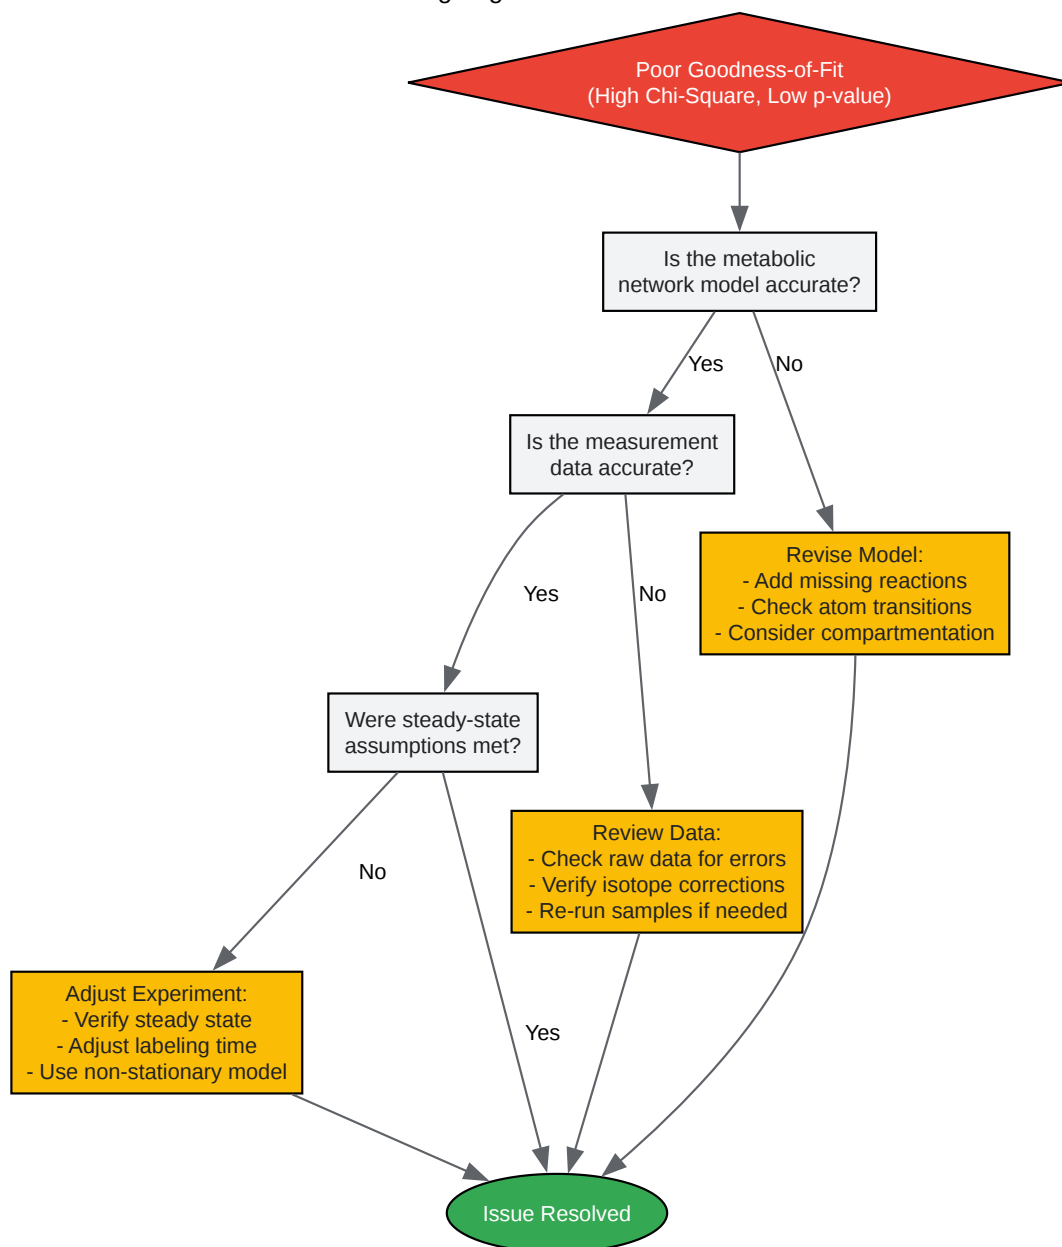 Poor Goodness-of-Fit
(High Chi-Square, Low p-value)
Is the metabolic
network model accurate?
Yes
No
Is the measurement
data accurate?
Revise Model:
- Add missing reactions
- Check atom transitions
- Consider compartmentation
Yes
No
Were steady-state
assumptions met?
Review Data:
- Check raw data for errors
- Verify isotope corrections
- Re-run samples if needed
No
Adjust Experiment:
- Verify steady state
- Adjust labeling time
- Use non-stationary model
Yes
Issue Resolved